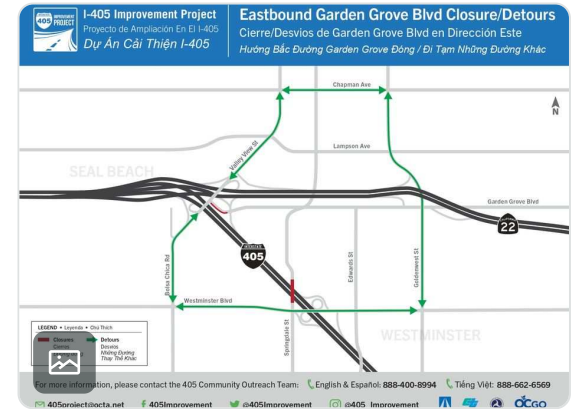 405 IMPROVEMENT PROJECT
I-405 Improvement Project
Proyecto de Ampliación En El I-405
Dự Án Cải Thiện I-405
Eastbound Garden Grove Blvd Closure/Detours
Cierre/Desvios de Garden Grove Blvd en Dirección Este
Hướng Bắc Đường Garden Grove Đóng / Đi Tạm Những Đường Khác
Chapman Ave
N
Valley View St
Lampson Ave
SEAL BEACH
Garden Grove Blvd
22
405
Bolsa Chica Rd
Edwards St
Goldenwest St
Westminster Blvd
Springdale St
WESTMINSTER
LEGEND • Leyenda • Chú Thích
Closures
Detours
Desvios
Những Đường
Thay Thế Khác
For more information, please contact the 405 Community Outreach Team: English & Español: 888-400-8994 Tiếng Việt: 888-662-6569
405project@octa.net 405Improvement @405Improvement @405_Improvement OCGO